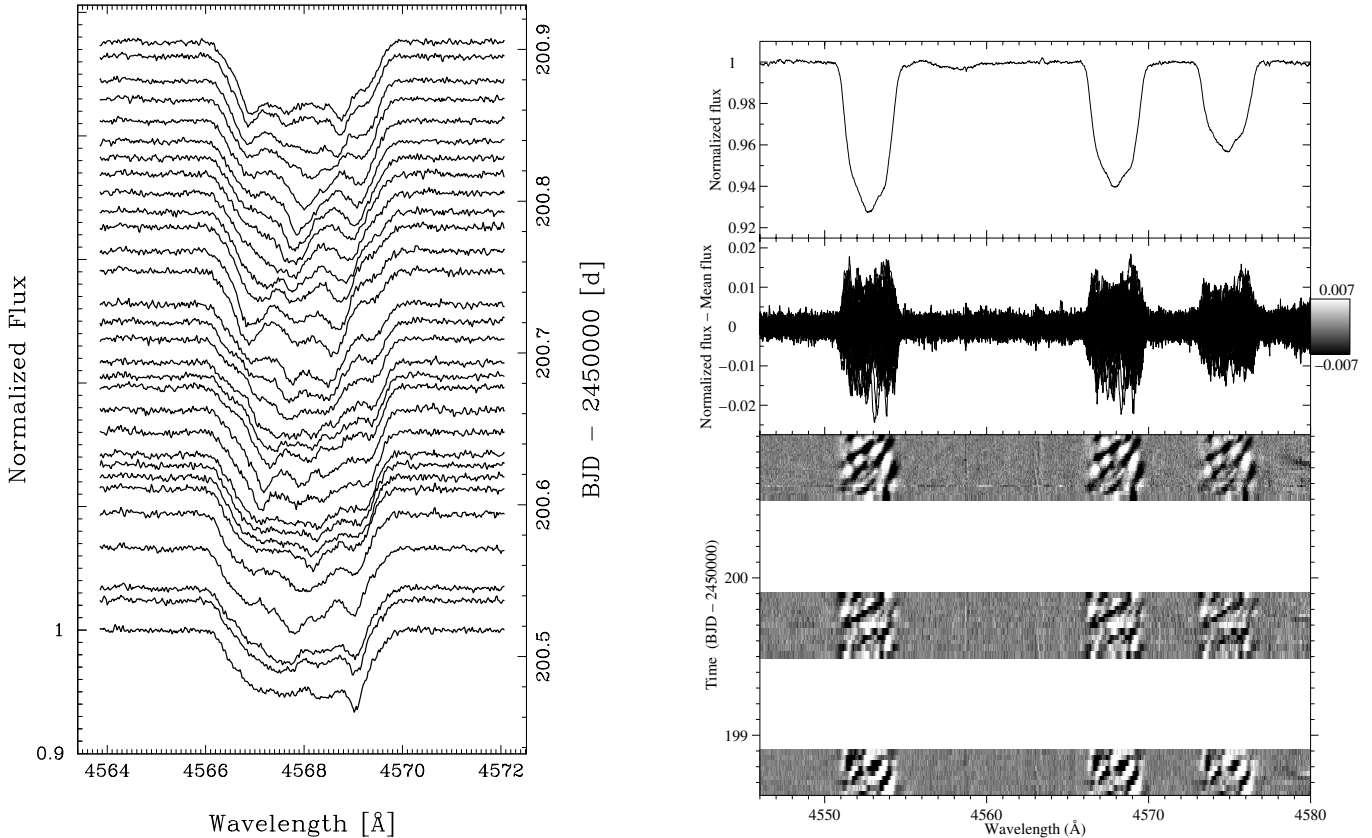 Normalized Flux
1
0.9
4564 4566 4568 4570 4572
Wavelength [Å]
200.5 200.6 200.7 200.8 200.9
BJD − 2450000 [d]
Normalized flux
1
0.98
0.96
0.94
0.92
Normalized flux − Mean flux
0.02
0.01
0
−0.01
−0.02
0.007
−0.007
Time (BJD − 2450000)
200
199
4550 4560 4570 4580
Wavelength (Å)